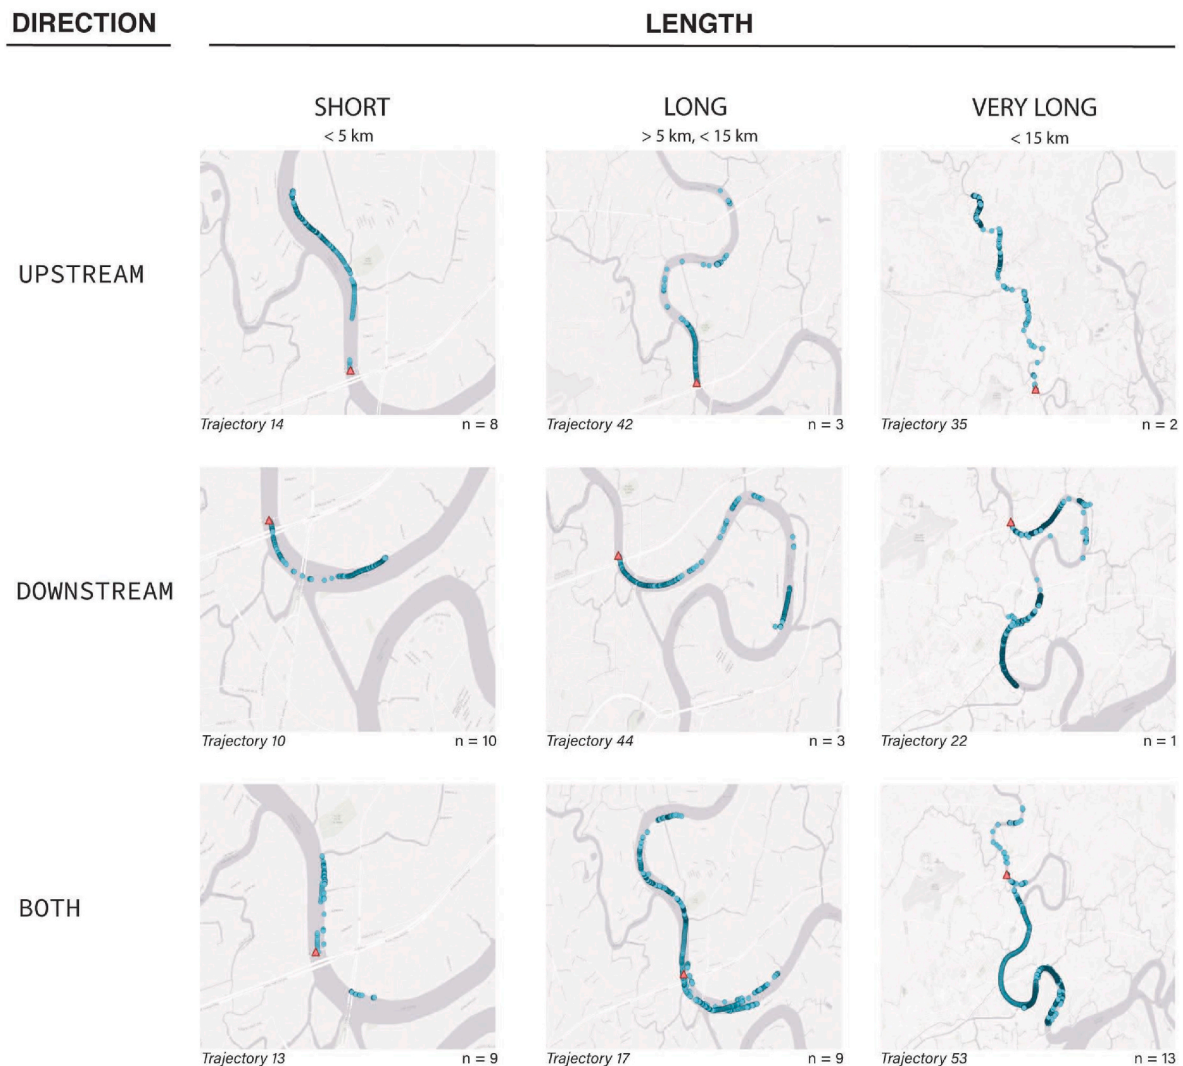 DIRECTION
LENGTH
SHORT
< 5 km
LONG
> 5 km, < 15 km
VERY LONG
< 15 km
UPSTREAM
Trajectory 14
n = 8
Trajectory 42
n = 3
Trajectory 35
n = 2
DOWNSTREAM
Trajectory 10
n = 10
Trajectory 44
n = 3
Trajectory 22
n = 1
BOTH
Trajectory 13
n = 9
Trajectory 17
n = 9
Trajectory 53
n = 13